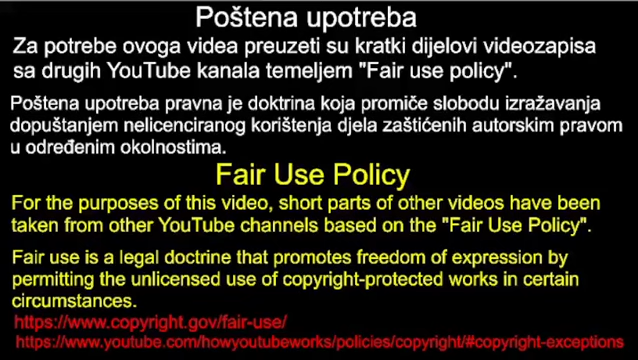 Poštena upotreba
Za potrebe ovoga videa preuzeti su kratki dijelovi videozapisa
sa drugih YouTube kanala temeljem "Fair use policy".
Poštena upotreba pravna je doktrina koja promiče slobodu izražavanja
dopuštanjem nelicenciranog korištenja djela zaštićenih autorskim pravom
u određenim okolnostima.
Fair Use Policy
For the purposes of this video, short parts of other videos have been
taken from other YouTube channels based on the "Fair Use Policy".
Fair use is a legal doctrine that promotes freedom of expression by
permitting the unlicensed use of copyright-protected works in certain
circumstances.
https://www.copyright.gov/fair-use/
https://www.youtube.com/howyoutubeworks/policies/copyright/#copyright-exceptions